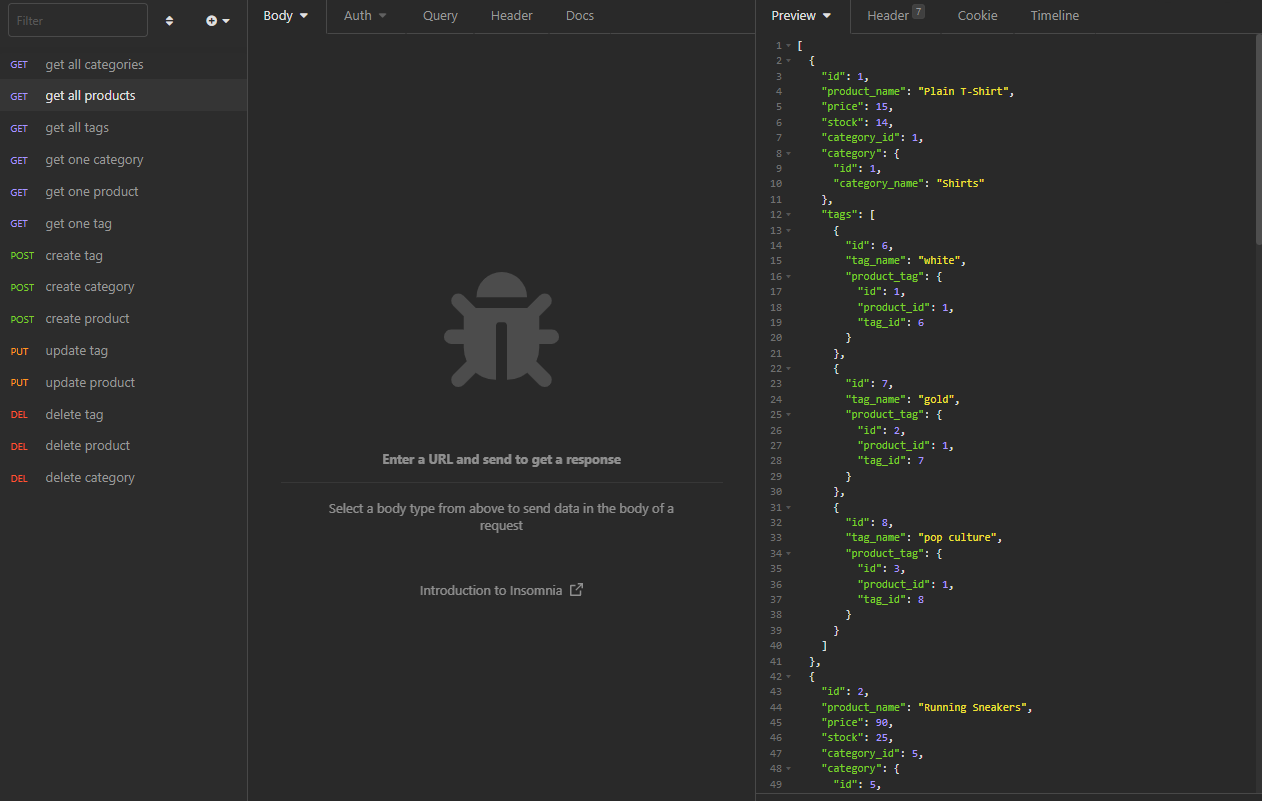 Filter
GET get all categories
GET get all products
GET get all tags
GET get one category
GET get one product
GET get one tag
POST create tag
POST create category
POST create product
PUT update tag
PUT update product
DEL delete tag
DEL delete product
DEL delete category
Body Auth Query Header Docs
Enter a URL and send to get a response
Select a body type from above to send data in the body of a
request
Introduction to Insomnia
Preview Header 7 Cookie Timeline
1 [
2 {
3 "id": 1,
4 "product_name": "Plain T-Shirt",
5 "price": 15,
6 "stock": 14,
7 "category_id": 1,
8 "category": {
9 "id": 1,
10 "category_name": "Shirts"
11 },
12 "tags": [
13 {
14 "id": 6,
15 "tag_name": "white",
16 "product_tag": {
17 "id": 1,
18 "product_id": 1,
19 "tag_id": 6
20 }
21 },
22 {
23 "id": 7,
24 "tag_name": "gold",
25 "product_tag": {
26 "id": 2,
27 "product_id": 1,
28 "tag_id": 7
29 }
30 },
31 {
32 "id": 8,
33 "tag_name": "pop culture",
34 "product_tag": {
35 "id": 3,
36 "product_id": 1,
37 "tag_id": 8
38 }
39 }
40 ]
41 },
42 {
43 "id": 2,
44 "product_name": "Running Sneakers",
45 "price": 90,
46 "stock": 25,
47 "category_id": 5,
48 "category": {
49 "id": 5,